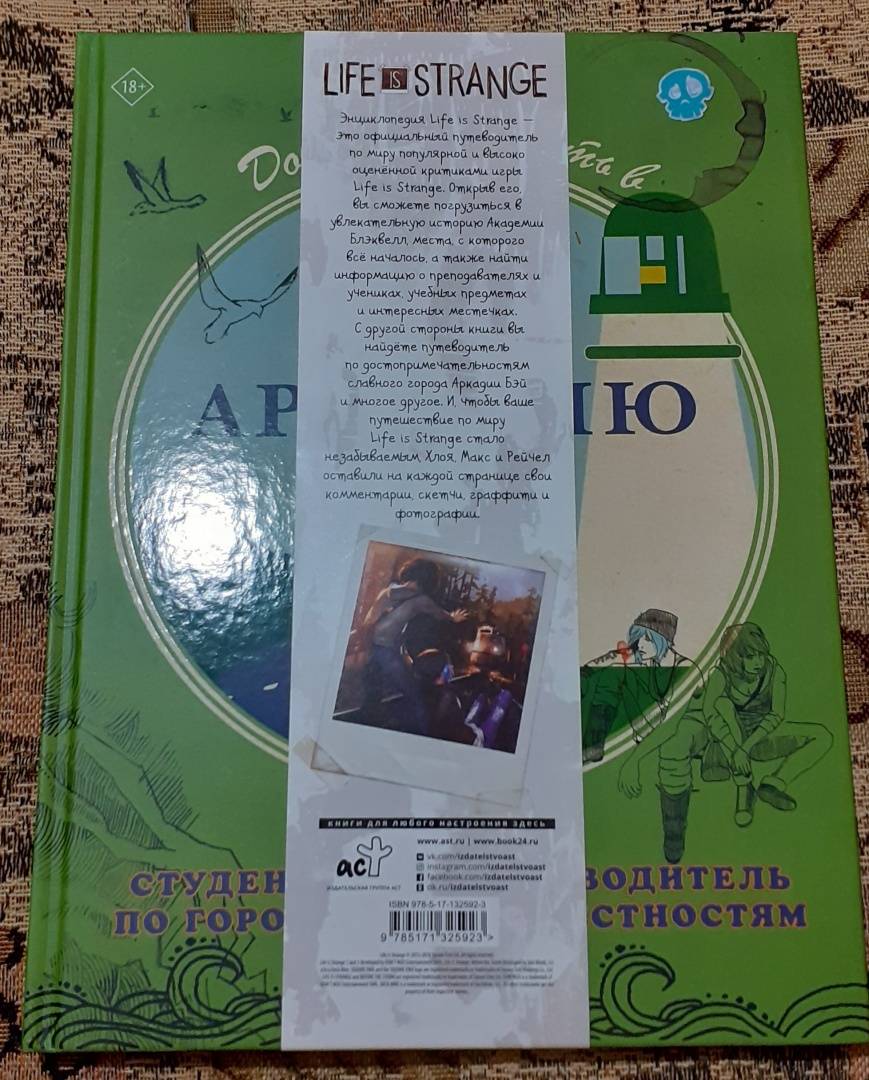 LIFE IS STRANGE
18+
Энциклопедия Life is Strange —
это официальный путеводитель
по миру популярной и высоко
оценённой критиками игры
Life is Strange. Открыв его,
вы сможете погрузиться в
увлекательную историю Академии
Блэквелл, места, с которого
всё началось, а также найти
информацию о преподавателях и
учениках, учебных предметах
и интересных местечках.
С другой стороны книги вы
найдёте путеводитель
по достопримечательностям
славного города Аркадии Бэй
и многое другое. И, чтобы ваше
путешествие по миру
Life is Strange стало
незабываемым, Хлоя, Макс и Рейчел
оставили на каждой странице свои
комментарии, скетчи, граффити и
фотографии.
До ть в
АР ИЮ
СТУДЕН ВОДИТЕЛЬ
ПО ГОРО СТНОСТЯМ
книги для любого настроения здесь
аст
ИЗДАТЕЛЬСКАЯ ГРУППА АСТ
www.ast.ru | www.book24.ru
vk.com/izdatelstvoast
instagram.com/izdatelstvoast
facebook.com/izdatelstvoast
ok.ru/izdatelstvoast
ISBN 978-5-17-132592-3
9 785171 325923 >